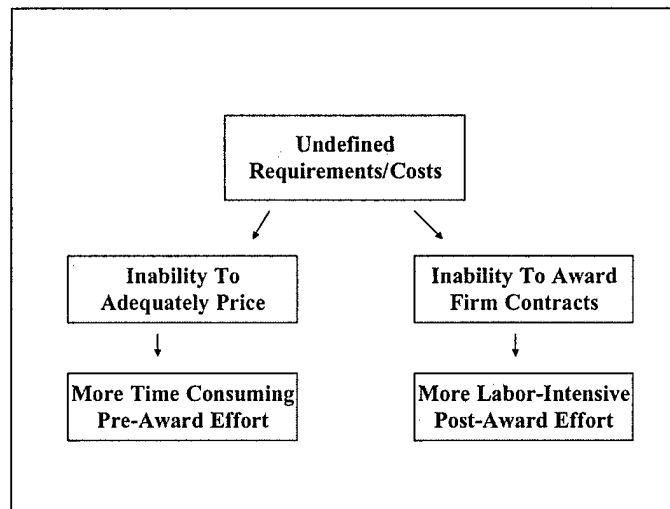 Undefined
Requirements/Costs
Inability To
Adequately Price
Inability To Award
Firm Contracts
More Time Consuming
Pre-Award Effort
More Labor-Intensive
Post-Award Effort